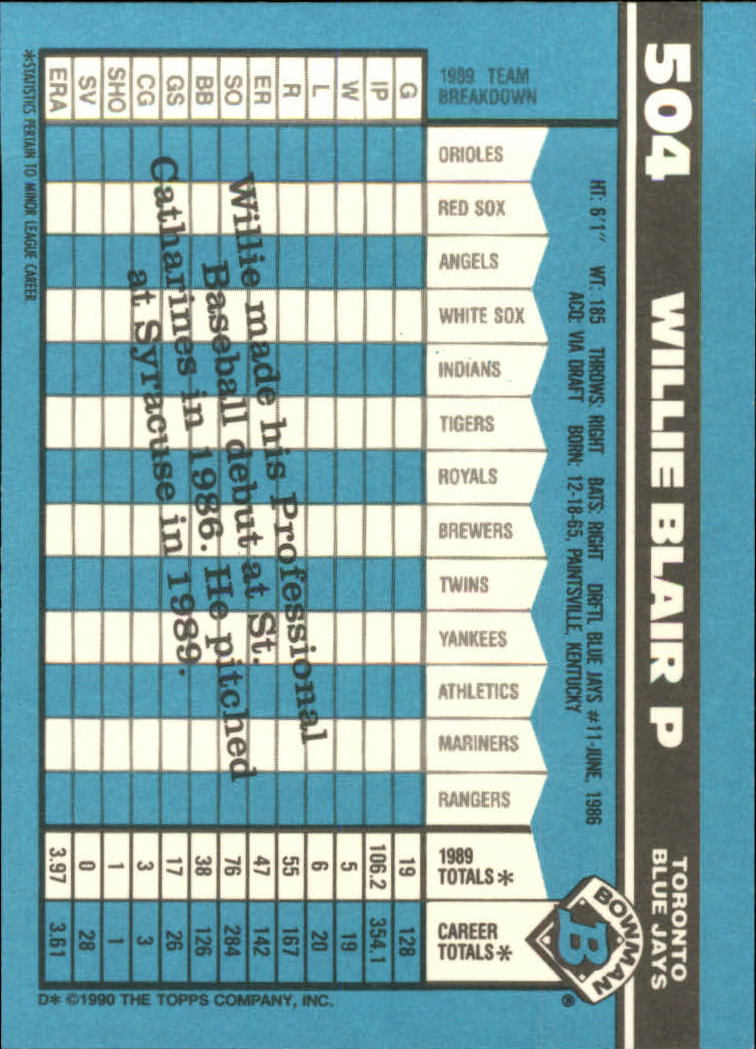 504 WILLIE BLAIR P TORONTO
BLUE JAYS
HT: 6'1" WT: 185 THROWS: RIGHT BATS: RIGHT DRFT: BLUE JAYS #11-JUNE, 1986
ACQ: VIA DRAFT BORN: 12-18-65, PAINTSVILLE, KENTUCKY
BOWMAN
B
®
1989 TEAM
BREAKDOWN
G
IP
W
L
R
ER
SO
BB
GS
CG
SHO
SV
ERA
ORIOLES
RED SOX
ANGELS
WHITE SOX
INDIANS
TIGERS
ROYALS
BREWERS
TWINS
YANKEES
ATHLETICS
MARINERS
RANGERS
1989
TOTALS*
19 106.2 5 6 55 47 76 38 17 3 1 0 3.97
CAREER
TOTALS*
128 354.1 19 20 167 142 284 126 26 3 1 28 3.61
Willie made his Professional
Baseball debut at St.
Catharines in 1986. He pitched
at Syracuse in 1989.
*STATISTICS PERTAIN TO MINOR LEAGUE CAREER.
D* ©1990 THE TOPPS COMPANY, INC.